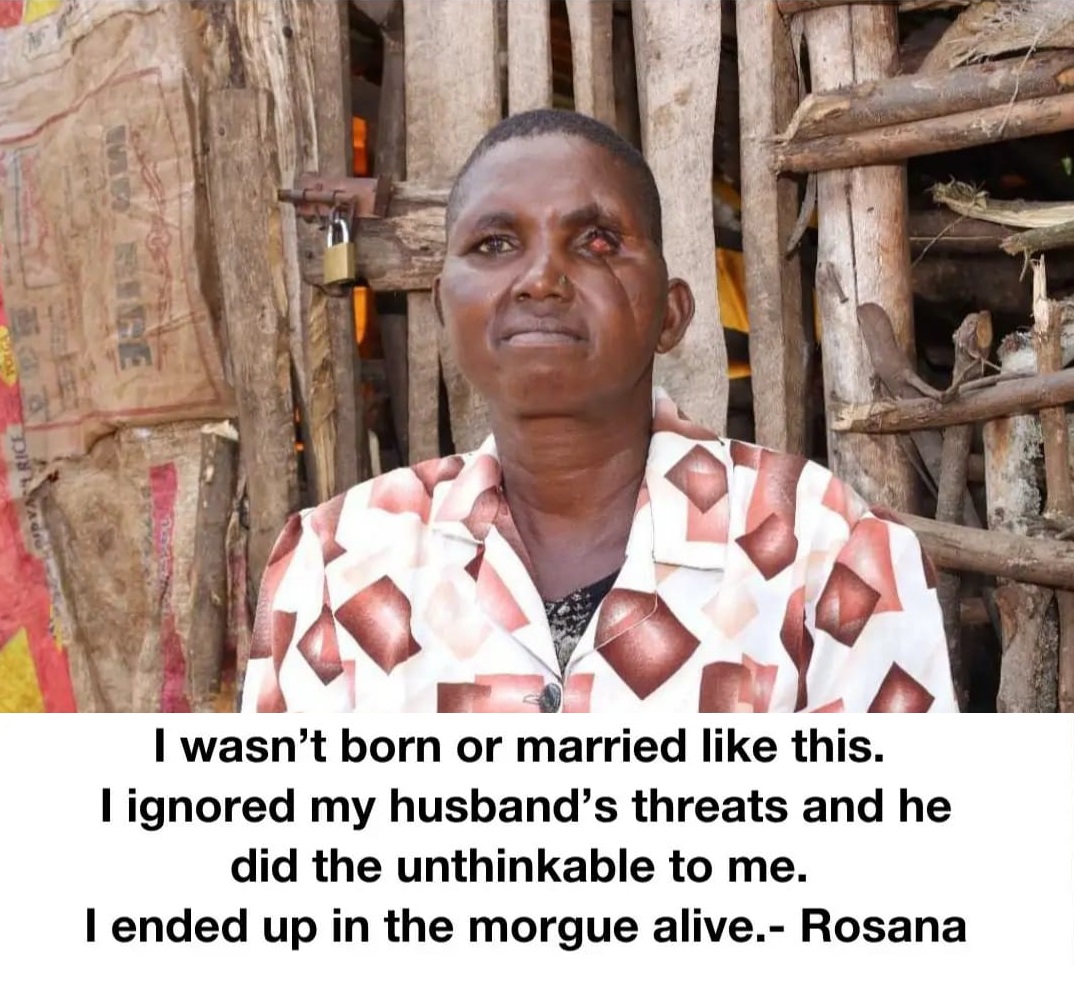 I wasn’t born or married like this.
I ignored my husband’s threats and he
did the unthinkable to me.
I ended up in the morgue alive.- Rosana